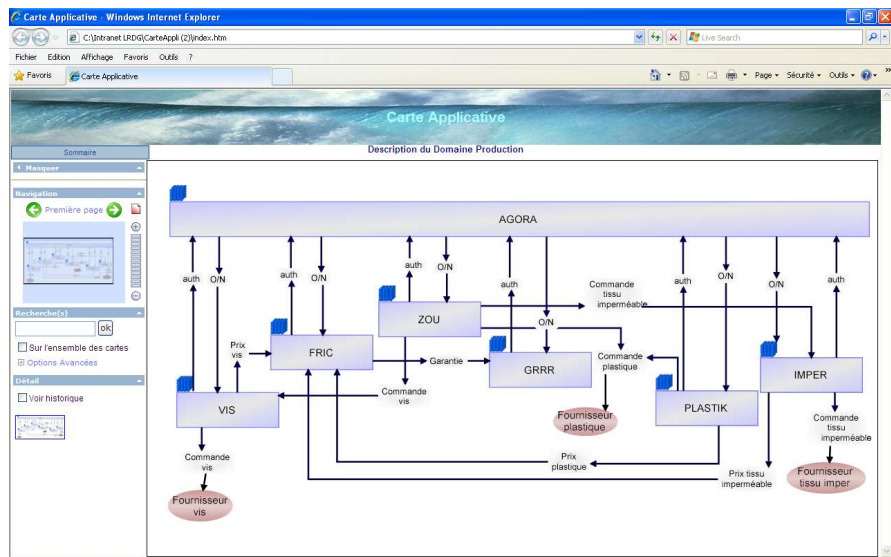 Carte Applicative - Windows Internet Explorer
C:\Intranet LRDG\CarteAppli (2)\index.htm
Live Search
Fichier Edition Affichage Favoris Outils ?
Favoris
Carte Applicative
Page
Sécurité
Outils
Carte Applicative
Sommaire
Description du Domaine Production
Masquer
Navigation
Première page
Recherche(s)
ok
Sur l'ensemble des cartes
Options Avancées
Détail
Voir historique
AGORA
auth
O/N
auth
O/N
auth
O/N
auth
O/N
auth
O/N
O/N
auth
Commande
tissu
imperméable
ZOU
Prix
vis
FRIC
Garantie
GRRR
Commande
plastique
IMPER
Commande
vis
VIS
PLASTIK
Fournisseur
plastique
Commande
tissu
imperméable
Commande
vis
Prix
plastique
Prix tissu
imperméable
Fournisseur
tissu imper
Fournisseur
vis